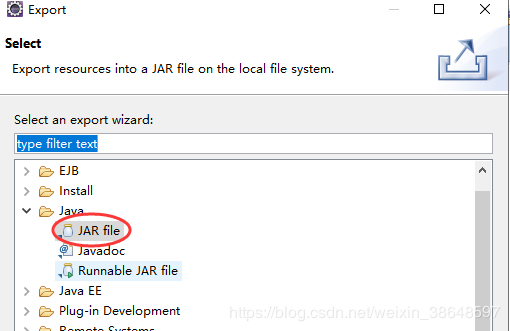 Export
Select
Export resources into a JAR file on the local file system.
Select an export wizard:
type filter text
EJB
Install
Java
JAR file
Javadoc
Runnable JAR file
Java EE
Plug-in Development
Remote Systems
https://blog.csdn.net/weixin_38648597